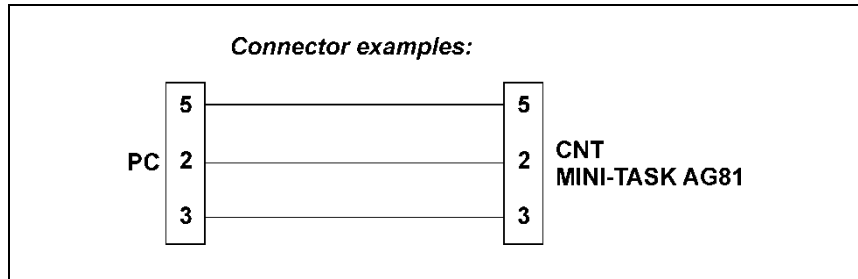 Connector examples:
5 5
PC 2 2 CNT
MINI-TASK AG81
3 3